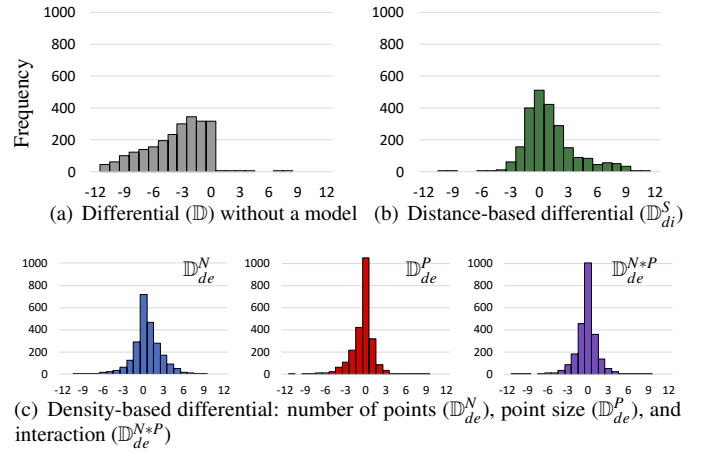 1000 1000
800 800
600 600
400 400
200 200
0 0
Frequency
-12 -9 -6 -3 0 3 6 9 12 -12 -9 -6 -3 0 3 6 9 12
(a) Differential (𝔻) without a model (b) Distance-based differential (𝔻^S_di)
𝔻^N_de 𝔻^P_de 𝔻^{N*P}_de
1000 1000 1000
800 800 800
600 600 600
400 400 400
200 200 200
0 0 0
-12 -9 -6 -3 0 3 6 9 12 -12 -9 -6 -3 0 3 6 9 12 -12 -9 -6 -3 0 3 6 9 12
(c) Density-based differential: number of points (𝔻^N_de), point size (𝔻^P_de), and
interaction (𝔻^{N*P}_de)